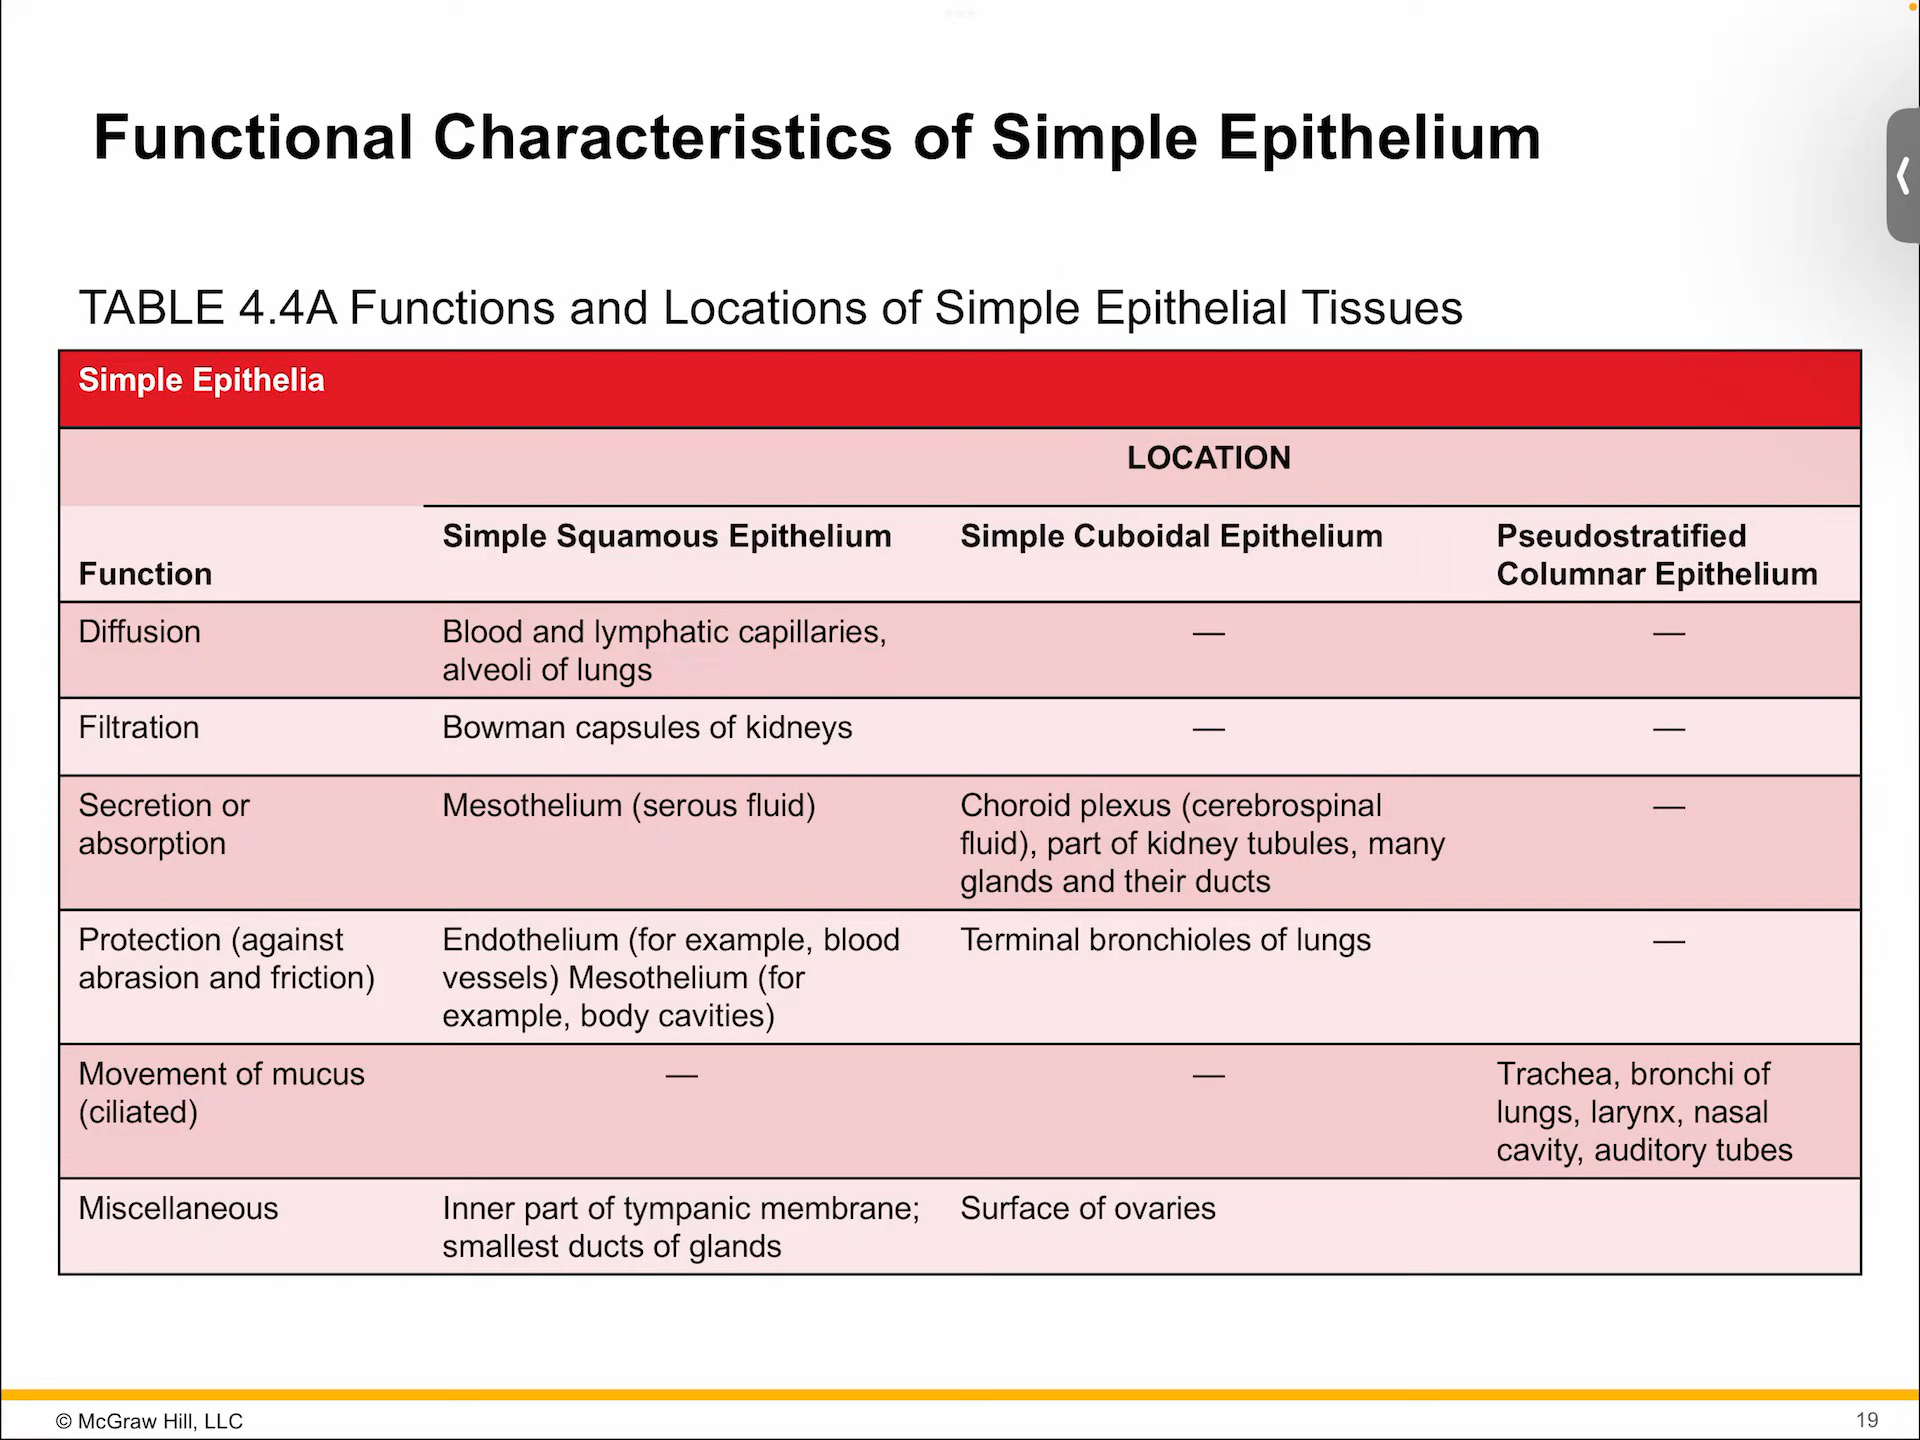 Functional Characteristics of Simple Epithelium
TABLE 4.4A Functions and Locations of Simple Epithelial Tissues
Simple Epithelia
LOCATION
Function
Simple Squamous Epithelium
Simple Cuboidal Epithelium
Pseudostratified
Columnar Epithelium
Diffusion
Blood and lymphatic capillaries,
alveoli of lungs
—
—
Filtration
Bowman capsules of kidneys
—
—
Secretion or
absorption
Mesothelium (serous fluid)
Choroid plexus (cerebrospinal
fluid), part of kidney tubules, many
glands and their ducts
—
Protection (against
abrasion and friction)
Endothelium (for example, blood
vessels) Mesothelium (for
example, body cavities)
Terminal bronchioles of lungs
—
Movement of mucus
(ciliated)
—
—
Trachea, bronchi of
lungs, larynx, nasal
cavity, auditory tubes
Miscellaneous
Inner part of tympanic membrane;
smallest ducts of glands
Surface of ovaries
© McGraw Hill, LLC
19